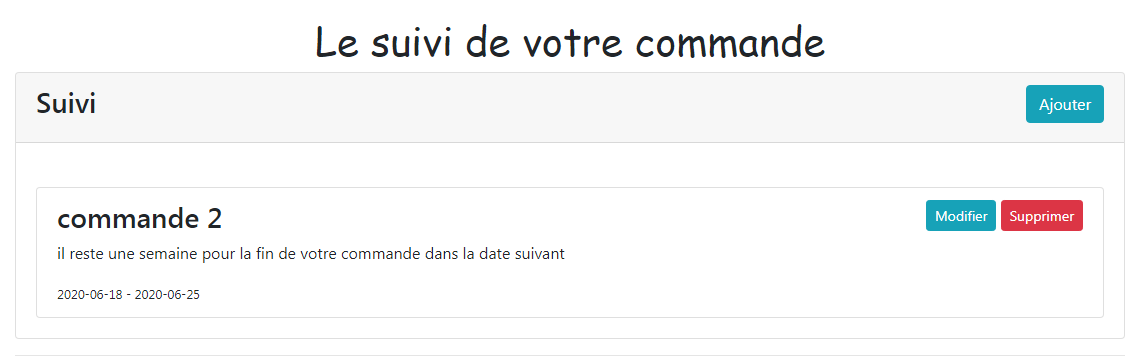 Le suivi de votre commande
Suivi
Ajouter
commande 2
Modifier
Supprimer
il reste une semaine pour la fin de votre commande dans la date suivant
2020-06-18 - 2020-06-25